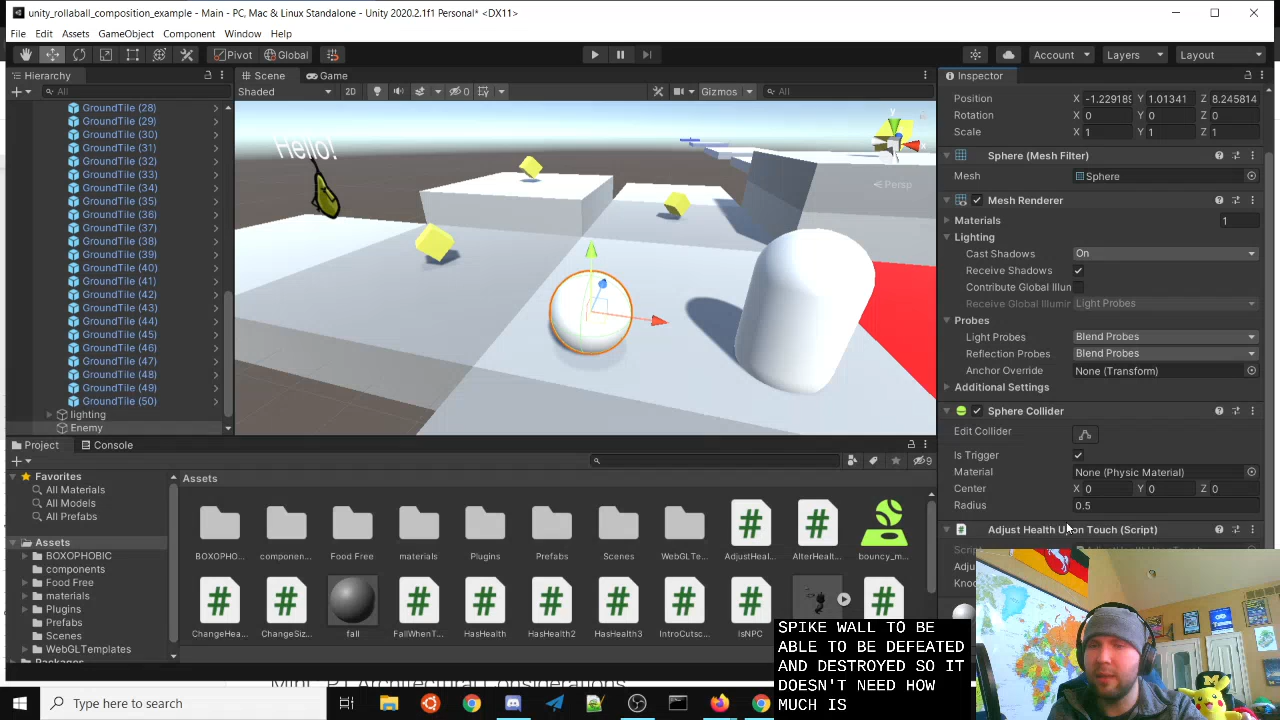 unity_rollaball_composition_example - Main - PC, Mac & Linux Standalone - Unity 2020.2.1f1 Personal* <DX11>
File Edit Assets GameObject Component Window Help
Pivot Global Account Layers Layout
Hierarchy Scene Game Inspector
All Shaded 2D 0 Gizmos All
GroundTile (28)
GroundTile (29)
GroundTile (30)
GroundTile (31)
GroundTile (32)
GroundTile (33)
GroundTile (34)
GroundTile (35)
GroundTile (36)
GroundTile (37)
GroundTile (38)
GroundTile (39)
GroundTile (40)
GroundTile (41)
GroundTile (42)
GroundTile (43)
GroundTile (44)
GroundTile (45)
GroundTile (46)
GroundTile (47)
GroundTile (48)
GroundTile (49)
GroundTile (50)
lighting
Enemy
Hello!
y
x
Persp
Position X -1.229189 Y 1.01341 Z 8.245814
Rotation X 0 Y 0 Z 0
Scale X 1 Y 1 Z 1
Sphere (Mesh Filter)
Mesh Sphere
Mesh Renderer
Materials 1
Lighting
Cast Shadows On
Receive Shadows
Contribute Global Illun
Receive Global Illumir Light Probes
Probes
Light Probes Blend Probes
Reflection Probes Blend Probes
Anchor Override None (Transform)
Additional Settings
Sphere Collider
Edit Collider
Is Trigger
Material None (Physic Material)
Center X 0 Y 0 Z 0
Radius 0.5
Adjust Health Upon Touch (Script)
Script
Adju
Knoc
Project Console
9
Favorites
All Materials
All Models
All Prefabs
Assets
BOXOPHOBIC
components
Food Free
materials
Plugins
Prefabs
Scenes
WebGLTemplates
Packages
Assets
BOXOPHO... componen... Food Free materials Plugins Prefabs Scenes WebGLTe... AdjustHeal... AlterHealt... bouncy_m...
ChangeHea... ChangeSiz... fall FallWhenT... HasHealth HasHealth2 HasHealth3 IntroCutsc... IsNPC
SPIKE WALL TO BE
ABLE TO BE DEFEATED
AND DESTROYED SO IT
DOESN'T NEED HOW
MUCH IS
Type here to search